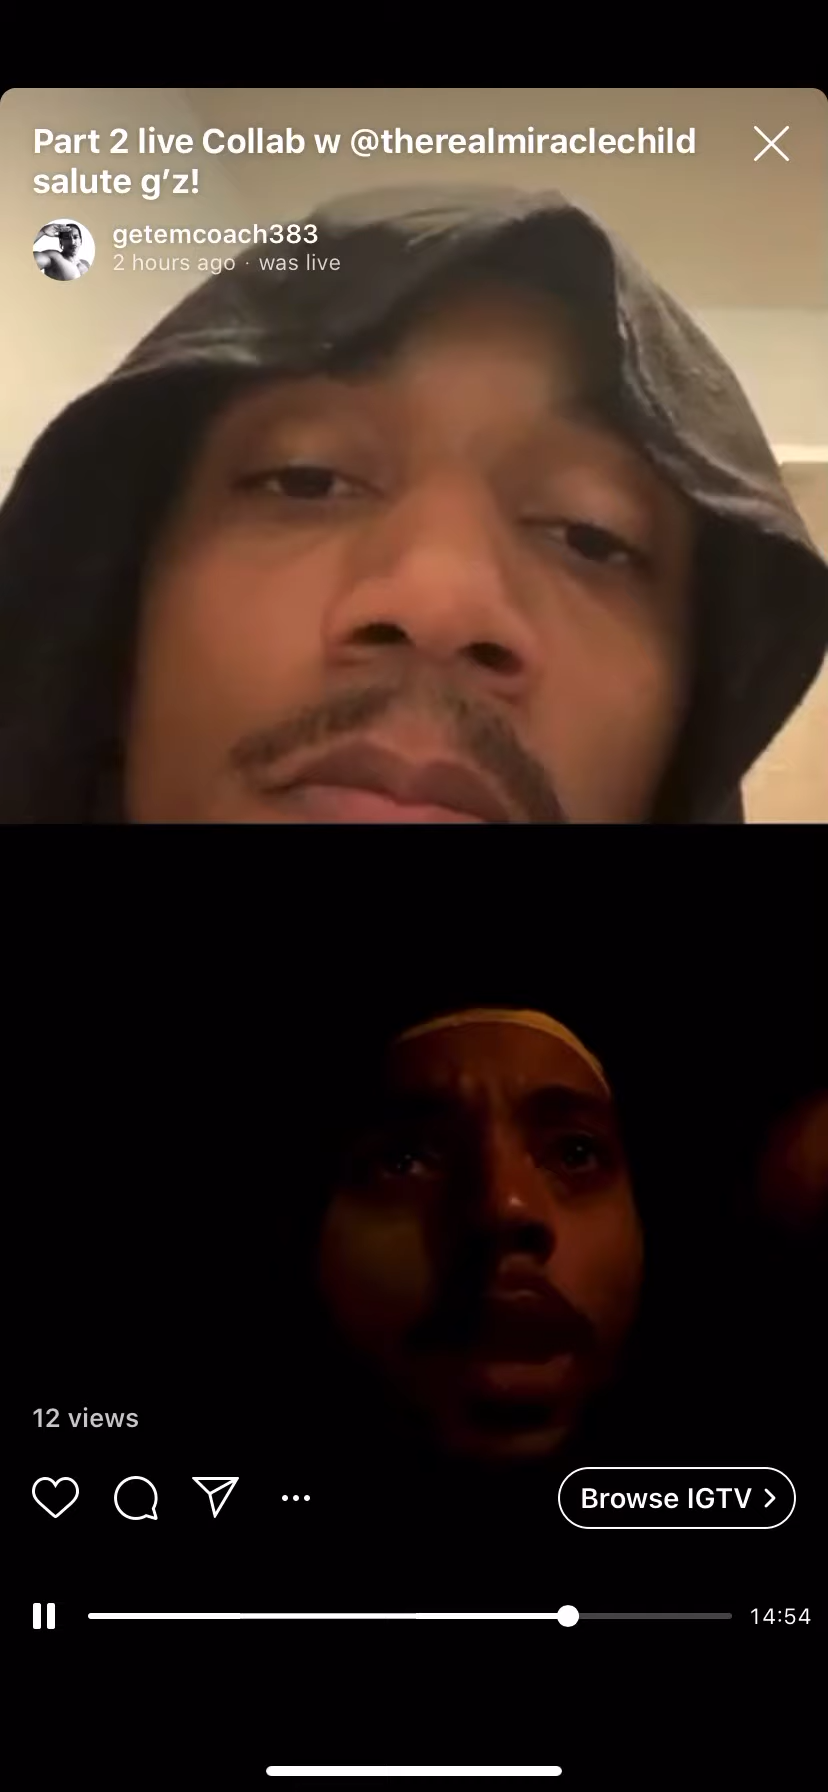 Part 2 live Collab w @therealmiraclechild
salute g’z!
getemcoach383
2 hours ago · was live
12 views
Browse IGTV
14:54